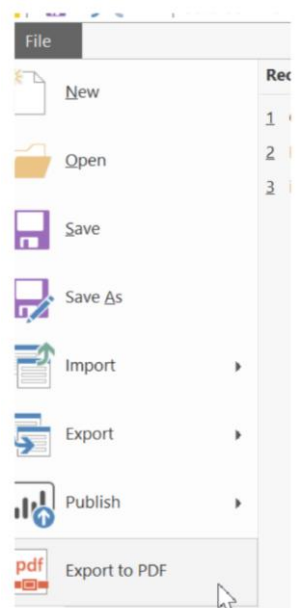 File
New
Open
Save
Save As
Import
Export
Publish
pdf
Export to PDF
Rec
1
2
3